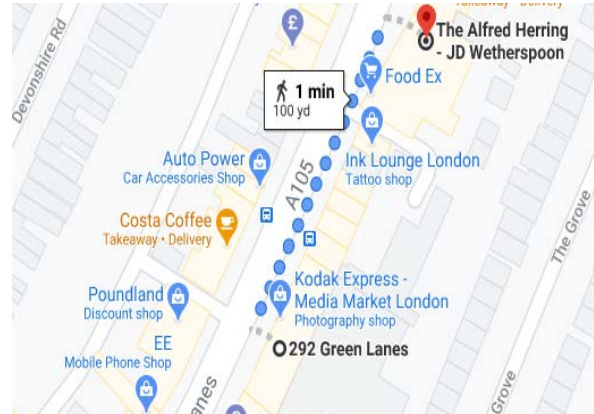 Takeaway • Delivery
The Alfred Herring
- JD Wetherspoon
Devonshire Rd
£
Food Ex
1 min
100 yd
Auto Power
Car Accessories Shop
A105
Ink Lounge London
Tattoo shop
Costa Coffee
Takeaway • Delivery
The Grove
Kodak Express -
Media Market London
Photography shop
Poundland
Discount shop
292 Green Lanes
EE
Mobile Phone Shop
anes
£
Grove